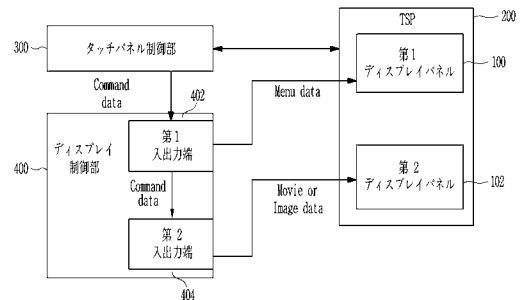 TSP
200
300
タッチパネル制御部
第1
ディスプレイパネル
100
Command
data
402
Menu data
400
ディスプレイ
制御部
第1
入出力端
Command
data
第2
ディスプレイパネル
102
Movie or
Image data
第2
入出力端
404